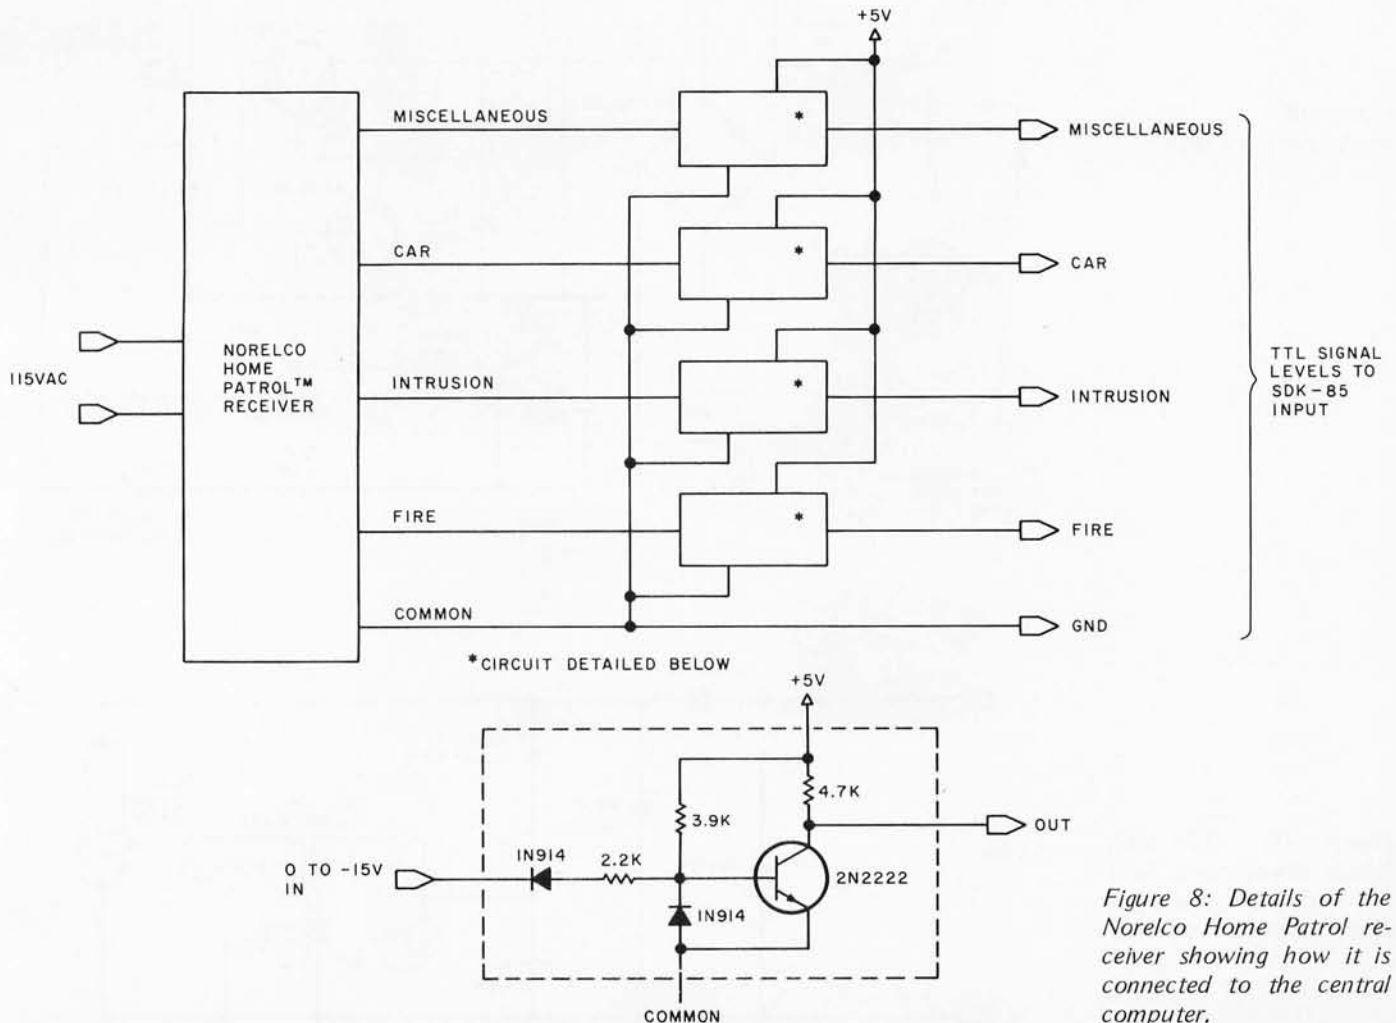 +5V
MISCELLANEOUS
*
MISCELLANEOUS
CAR
*
CAR
115VAC
NORELCO
HOME
PATROL™
RECEIVER
INTRUSION
*
INTRUSION
TTL SIGNAL
LEVELS TO
SDK-85
INPUT
FIRE
*
FIRE
COMMON
GND
*CIRCUIT DETAILED BELOW
+5V
4.7K
3.9K
OUT
1N914
2.2K
0 TO -15V
IN
2N2222
1N914
COMMON
Figure 8: Details of the
Norelco Home Patrol re-
ceiver showing how it is
connected to the central
computer.